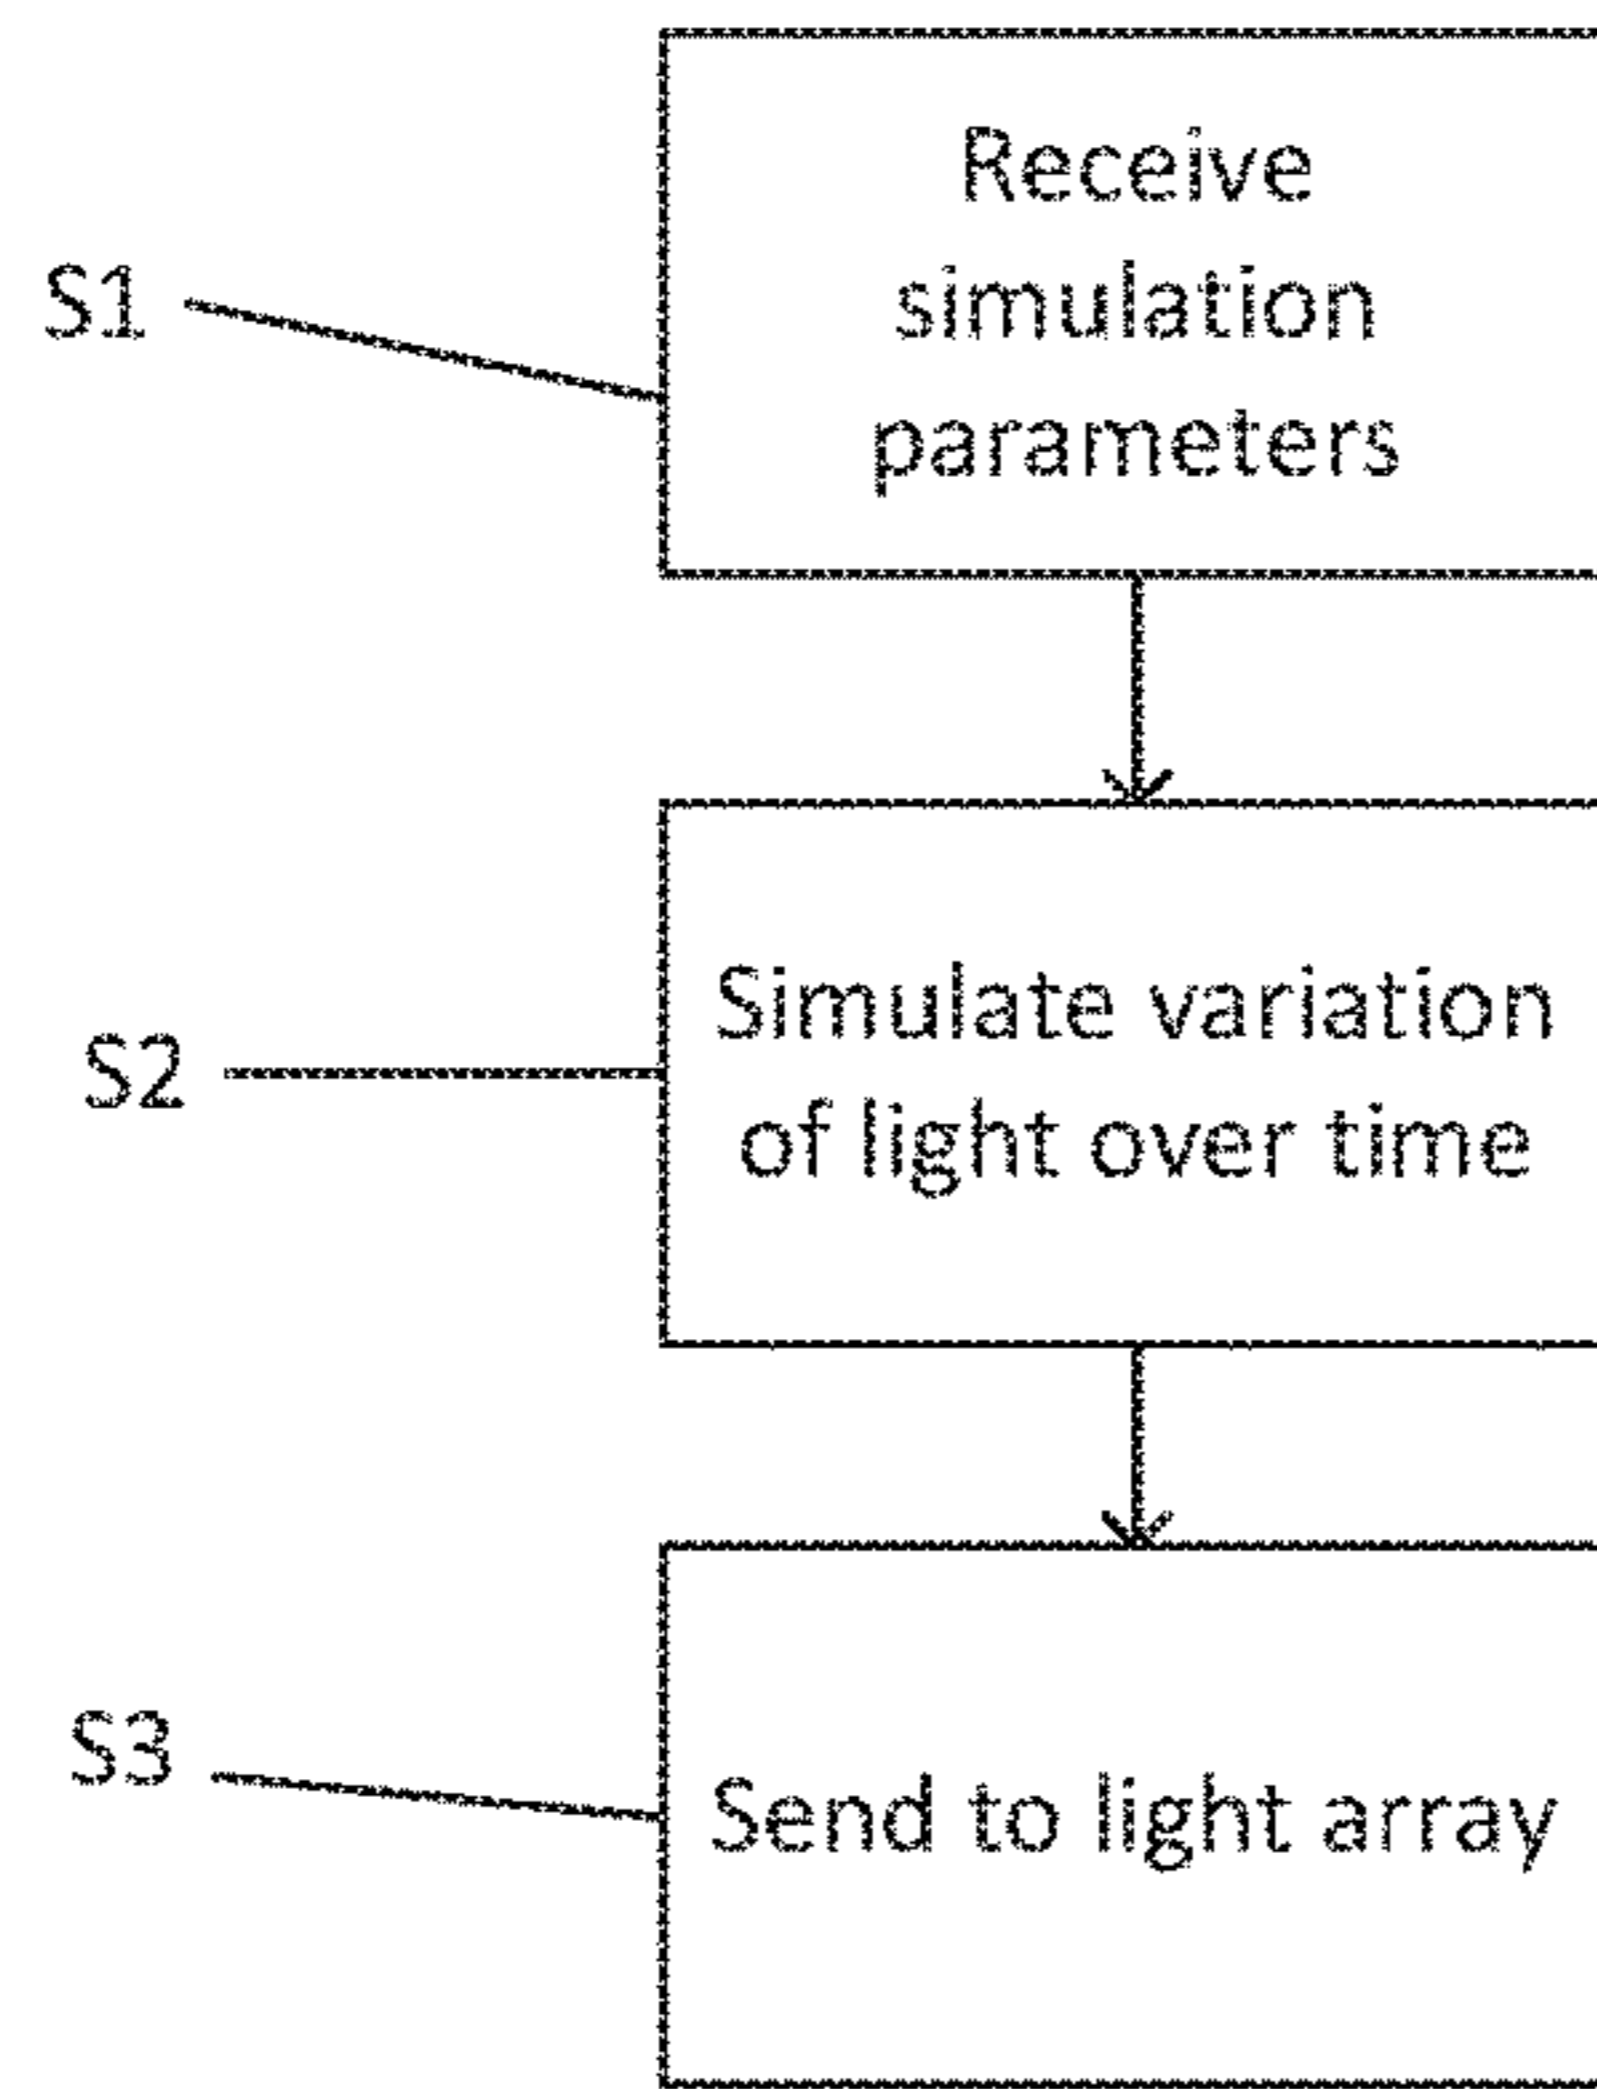 Receive
simulation
parameters
S1
Simulate variation
of light over time
S2
Send to light array
S3